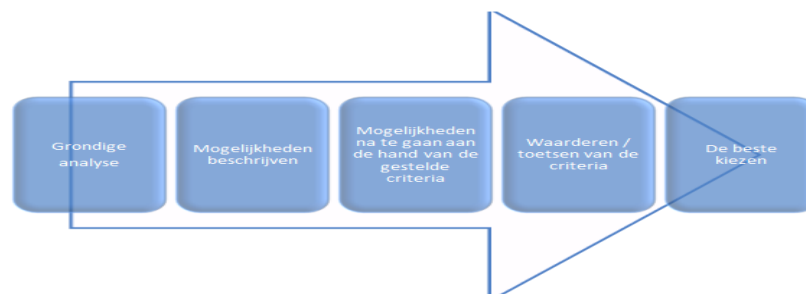 Grondige
analyse
Mogelijkheden
beschrijven
Mogelijkheden
na te gaan aan
de hand van de
gestelde
criteria
Waarderen /
toetsen van de
criteria
De beste
kiezen